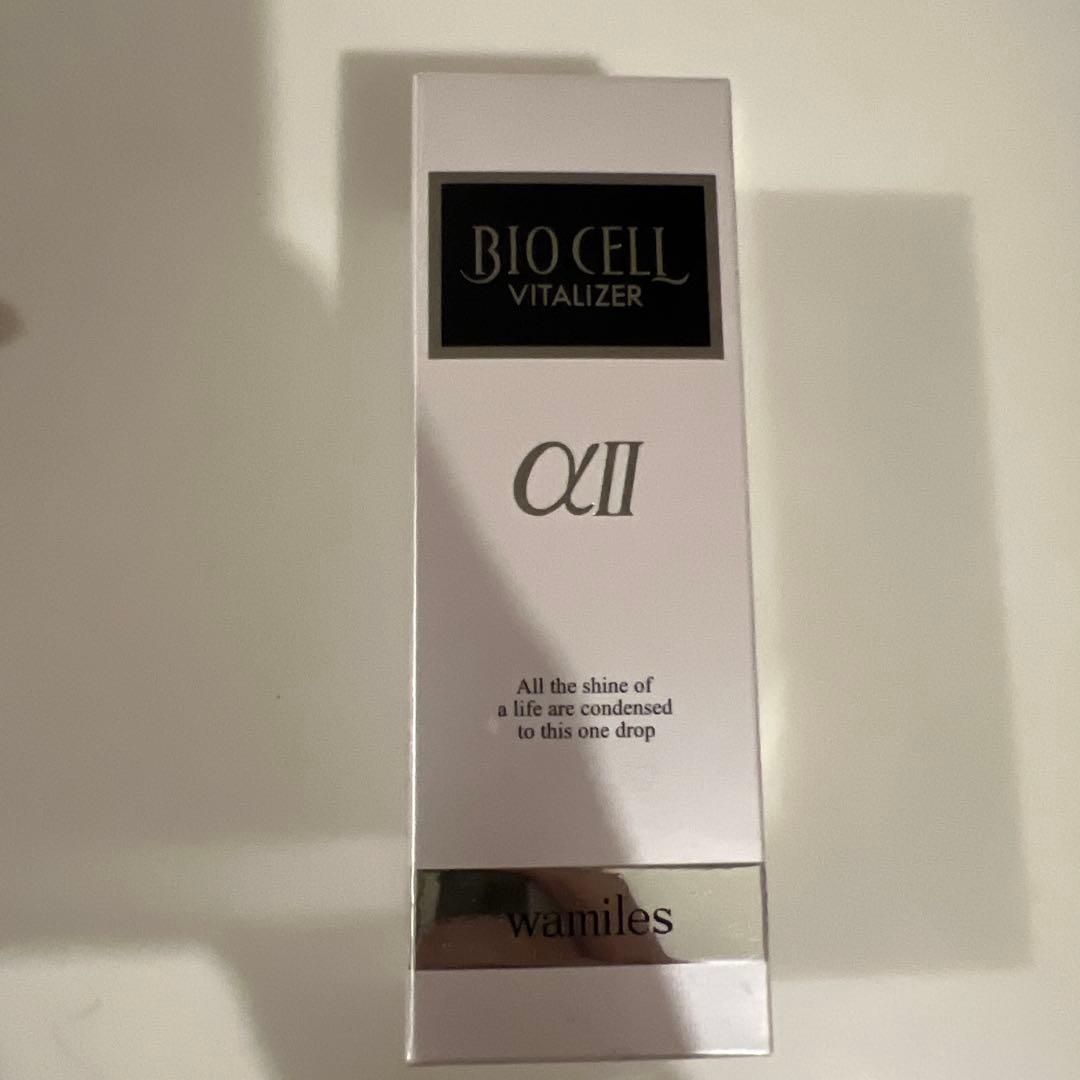 BIO CELL
VITALIZER
αII
All the shine of
a life are condensed
to this one drop
wamiles